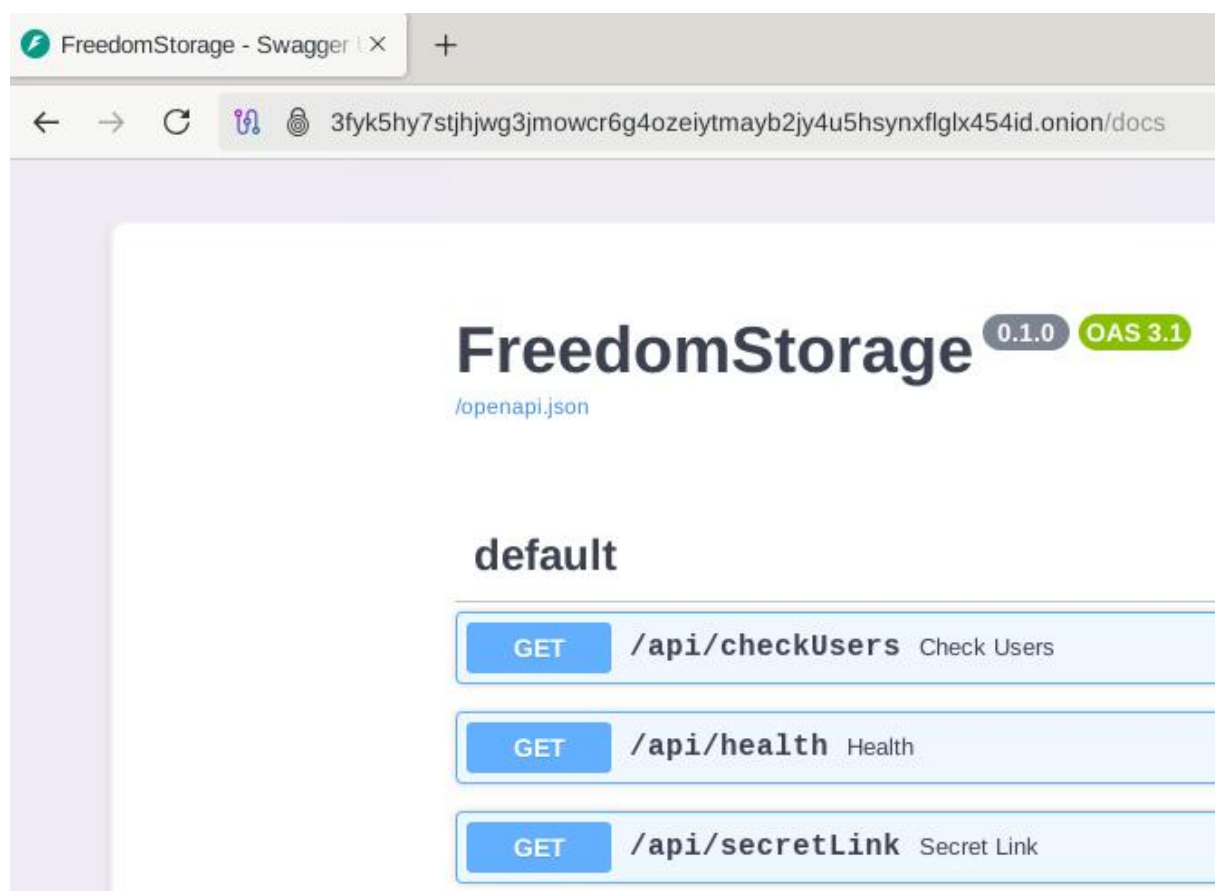 FreedomStorage - Swagger
3fyk5hy7stjhjwg3jmowcr6g4ozeiytmayb2jy4u5hsynxflglx454id.onion/docs
FreedomStorage 0.1.0 OAS 3.1
/openapi.json
default
GET /api/checkUsers Check Users
GET /api/health Health
GET /api/secretLink Secret Link